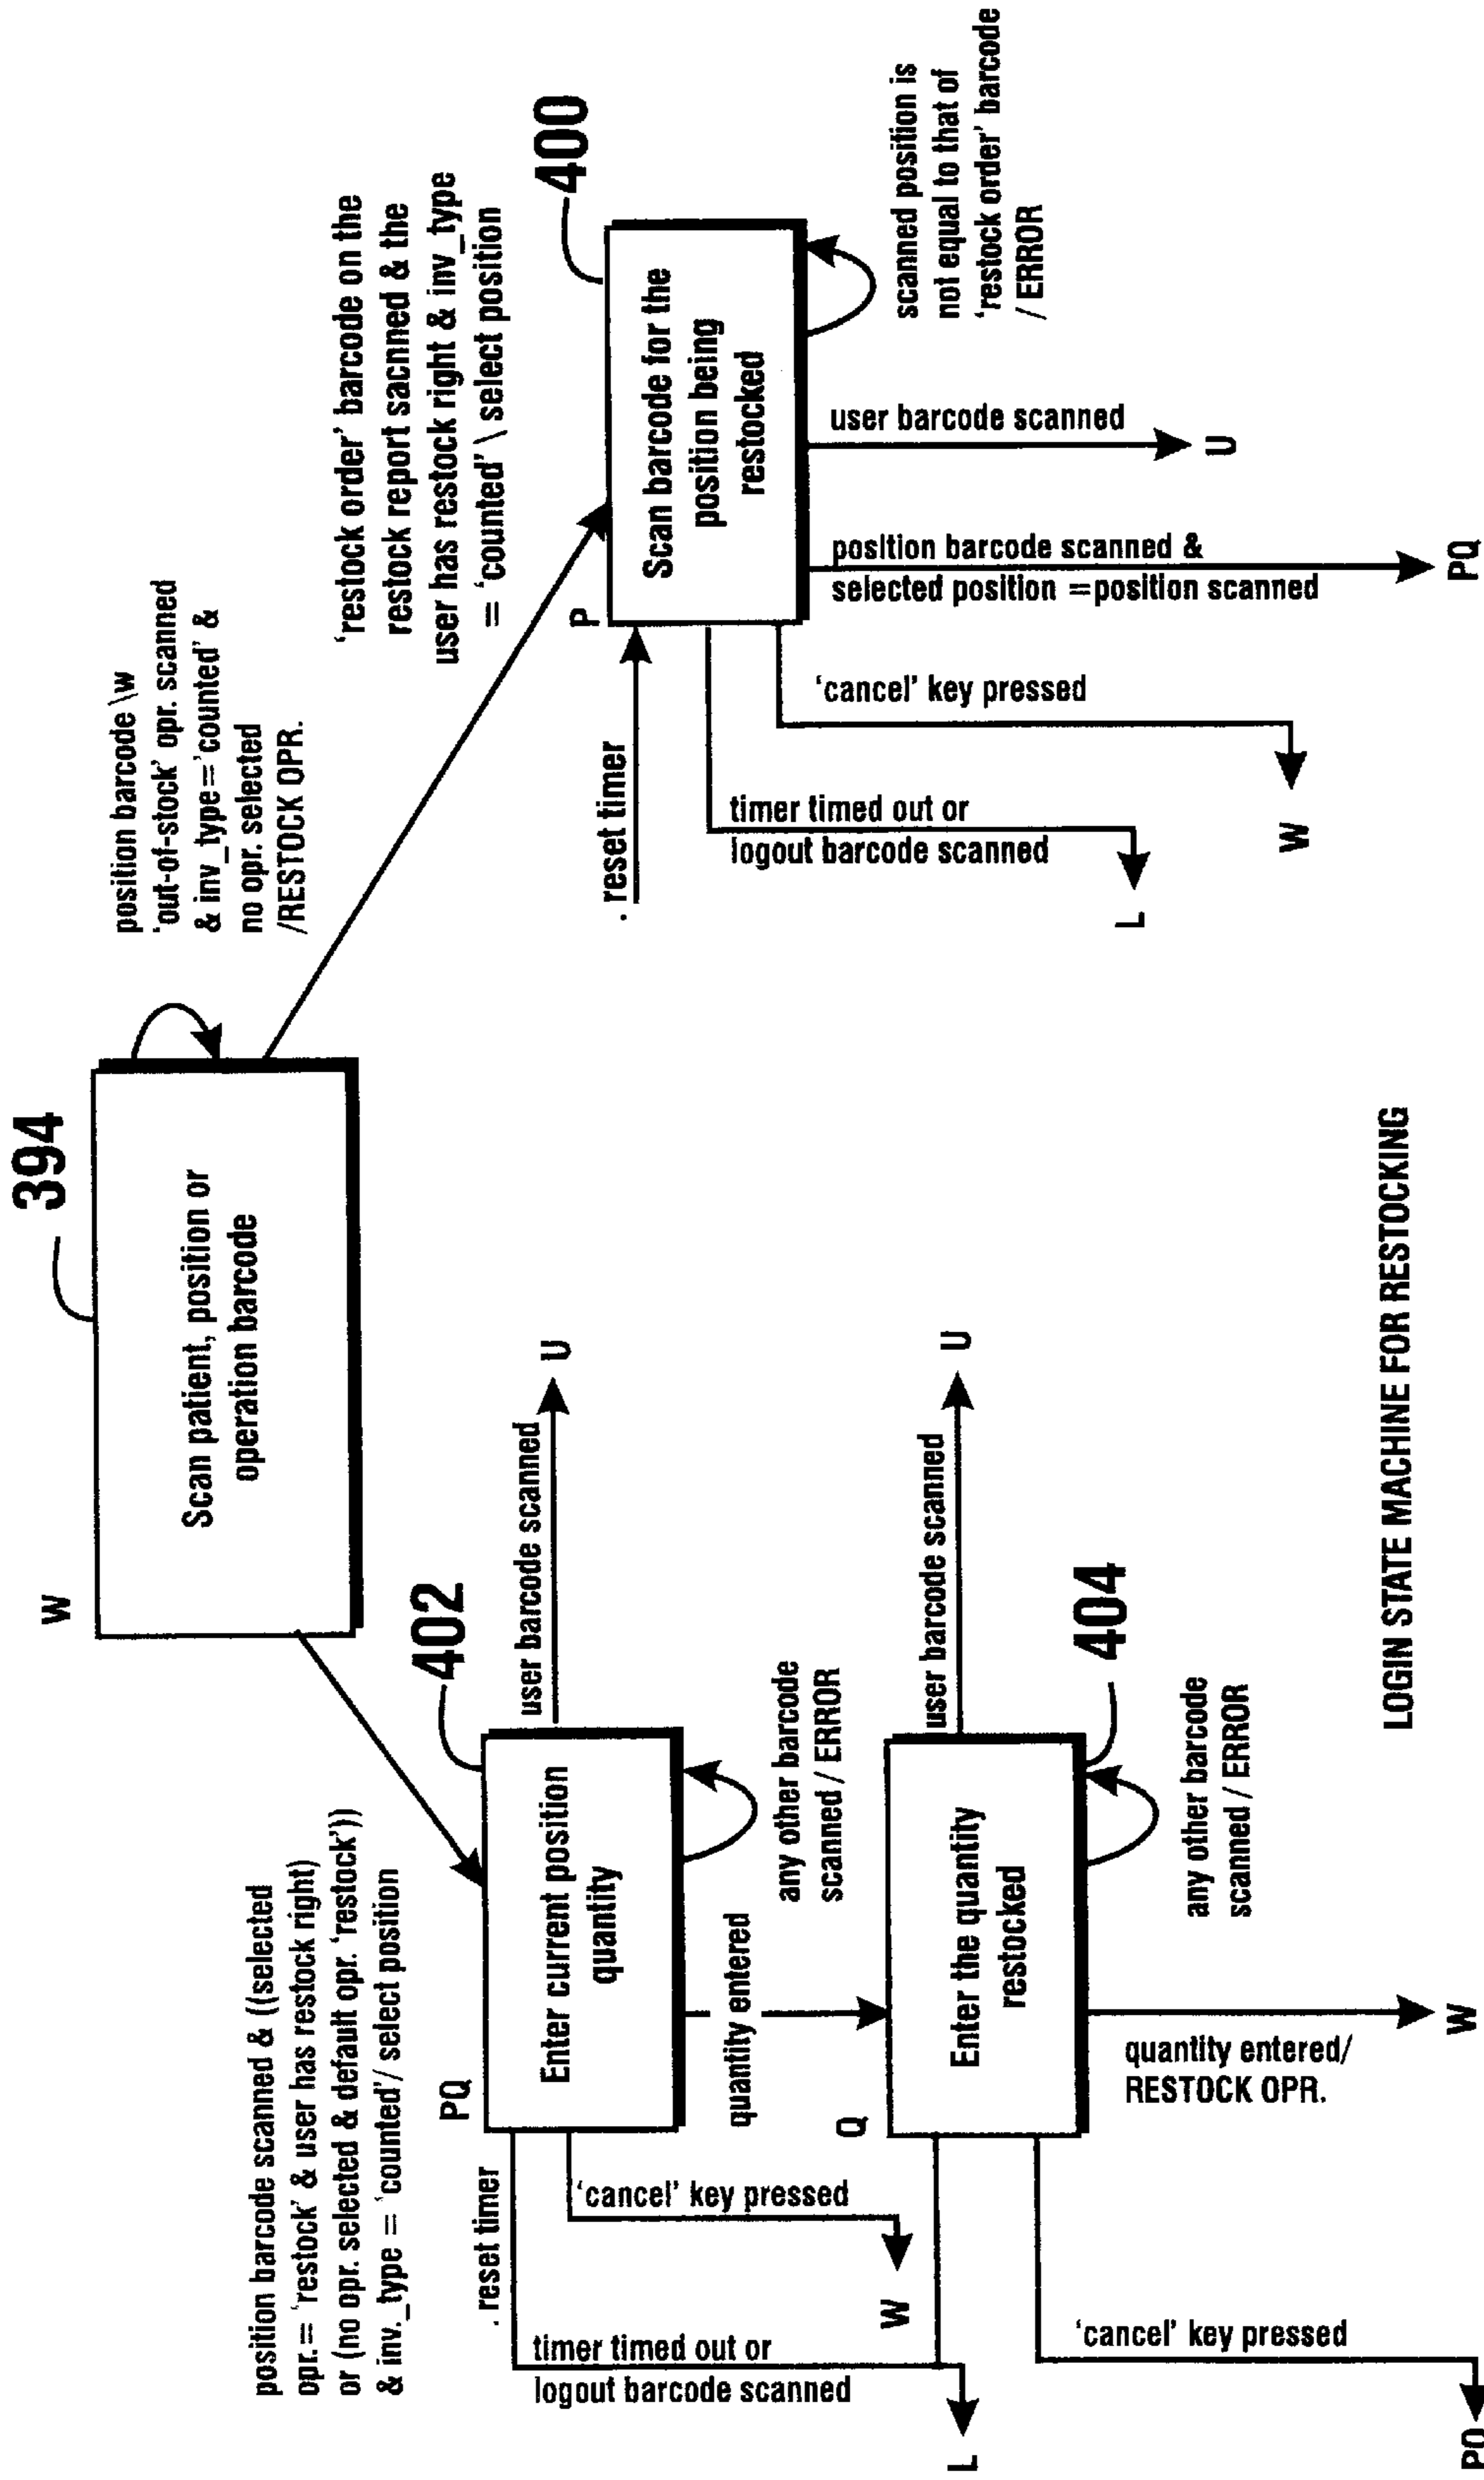 394
W
Scan patient, position or
operation barcode
position barcode \w
'out-of-stock' opr. scanned
& inv_type='counted' &
no opr. selected
/RESTOCK OPR.
position barcode scanned & ((selected
opr.= 'restock' & user has restock right)
or (no opr. selected & default opr. 'restock'))
& inv._type = 'counted'/ select position
'restock order' barcode on the
restock report sacnned & the
user has restock right & inv_type
= 'counted' \ select position
402
PQ
Enter current position
quantity
user barcode scanned
U
. reset timer
'cancel' key pressed
W
timer timed out or
logout barcode scanned
L
quantity entered
any other barcode
scanned / ERROR
400
P
Scan barcode for the
position being
restocked
. reset timer
timer timed out or
logout barcode scanned
L
'cancel' key pressed
W
position barcode scanned &
selected position =position scanned
PQ
user barcode scanned
U
scanned position is
not equal to that of
'restock order' barcode
/ ERROR
Q
Enter the quantity
restocked
user barcode scanned
U
404
any other barcode
scanned / ERROR
quantity entered/
RESTOCK OPR.
W
'cancel' key pressed
PQ
LOGIN STATE MACHINE FOR RESTOCKING